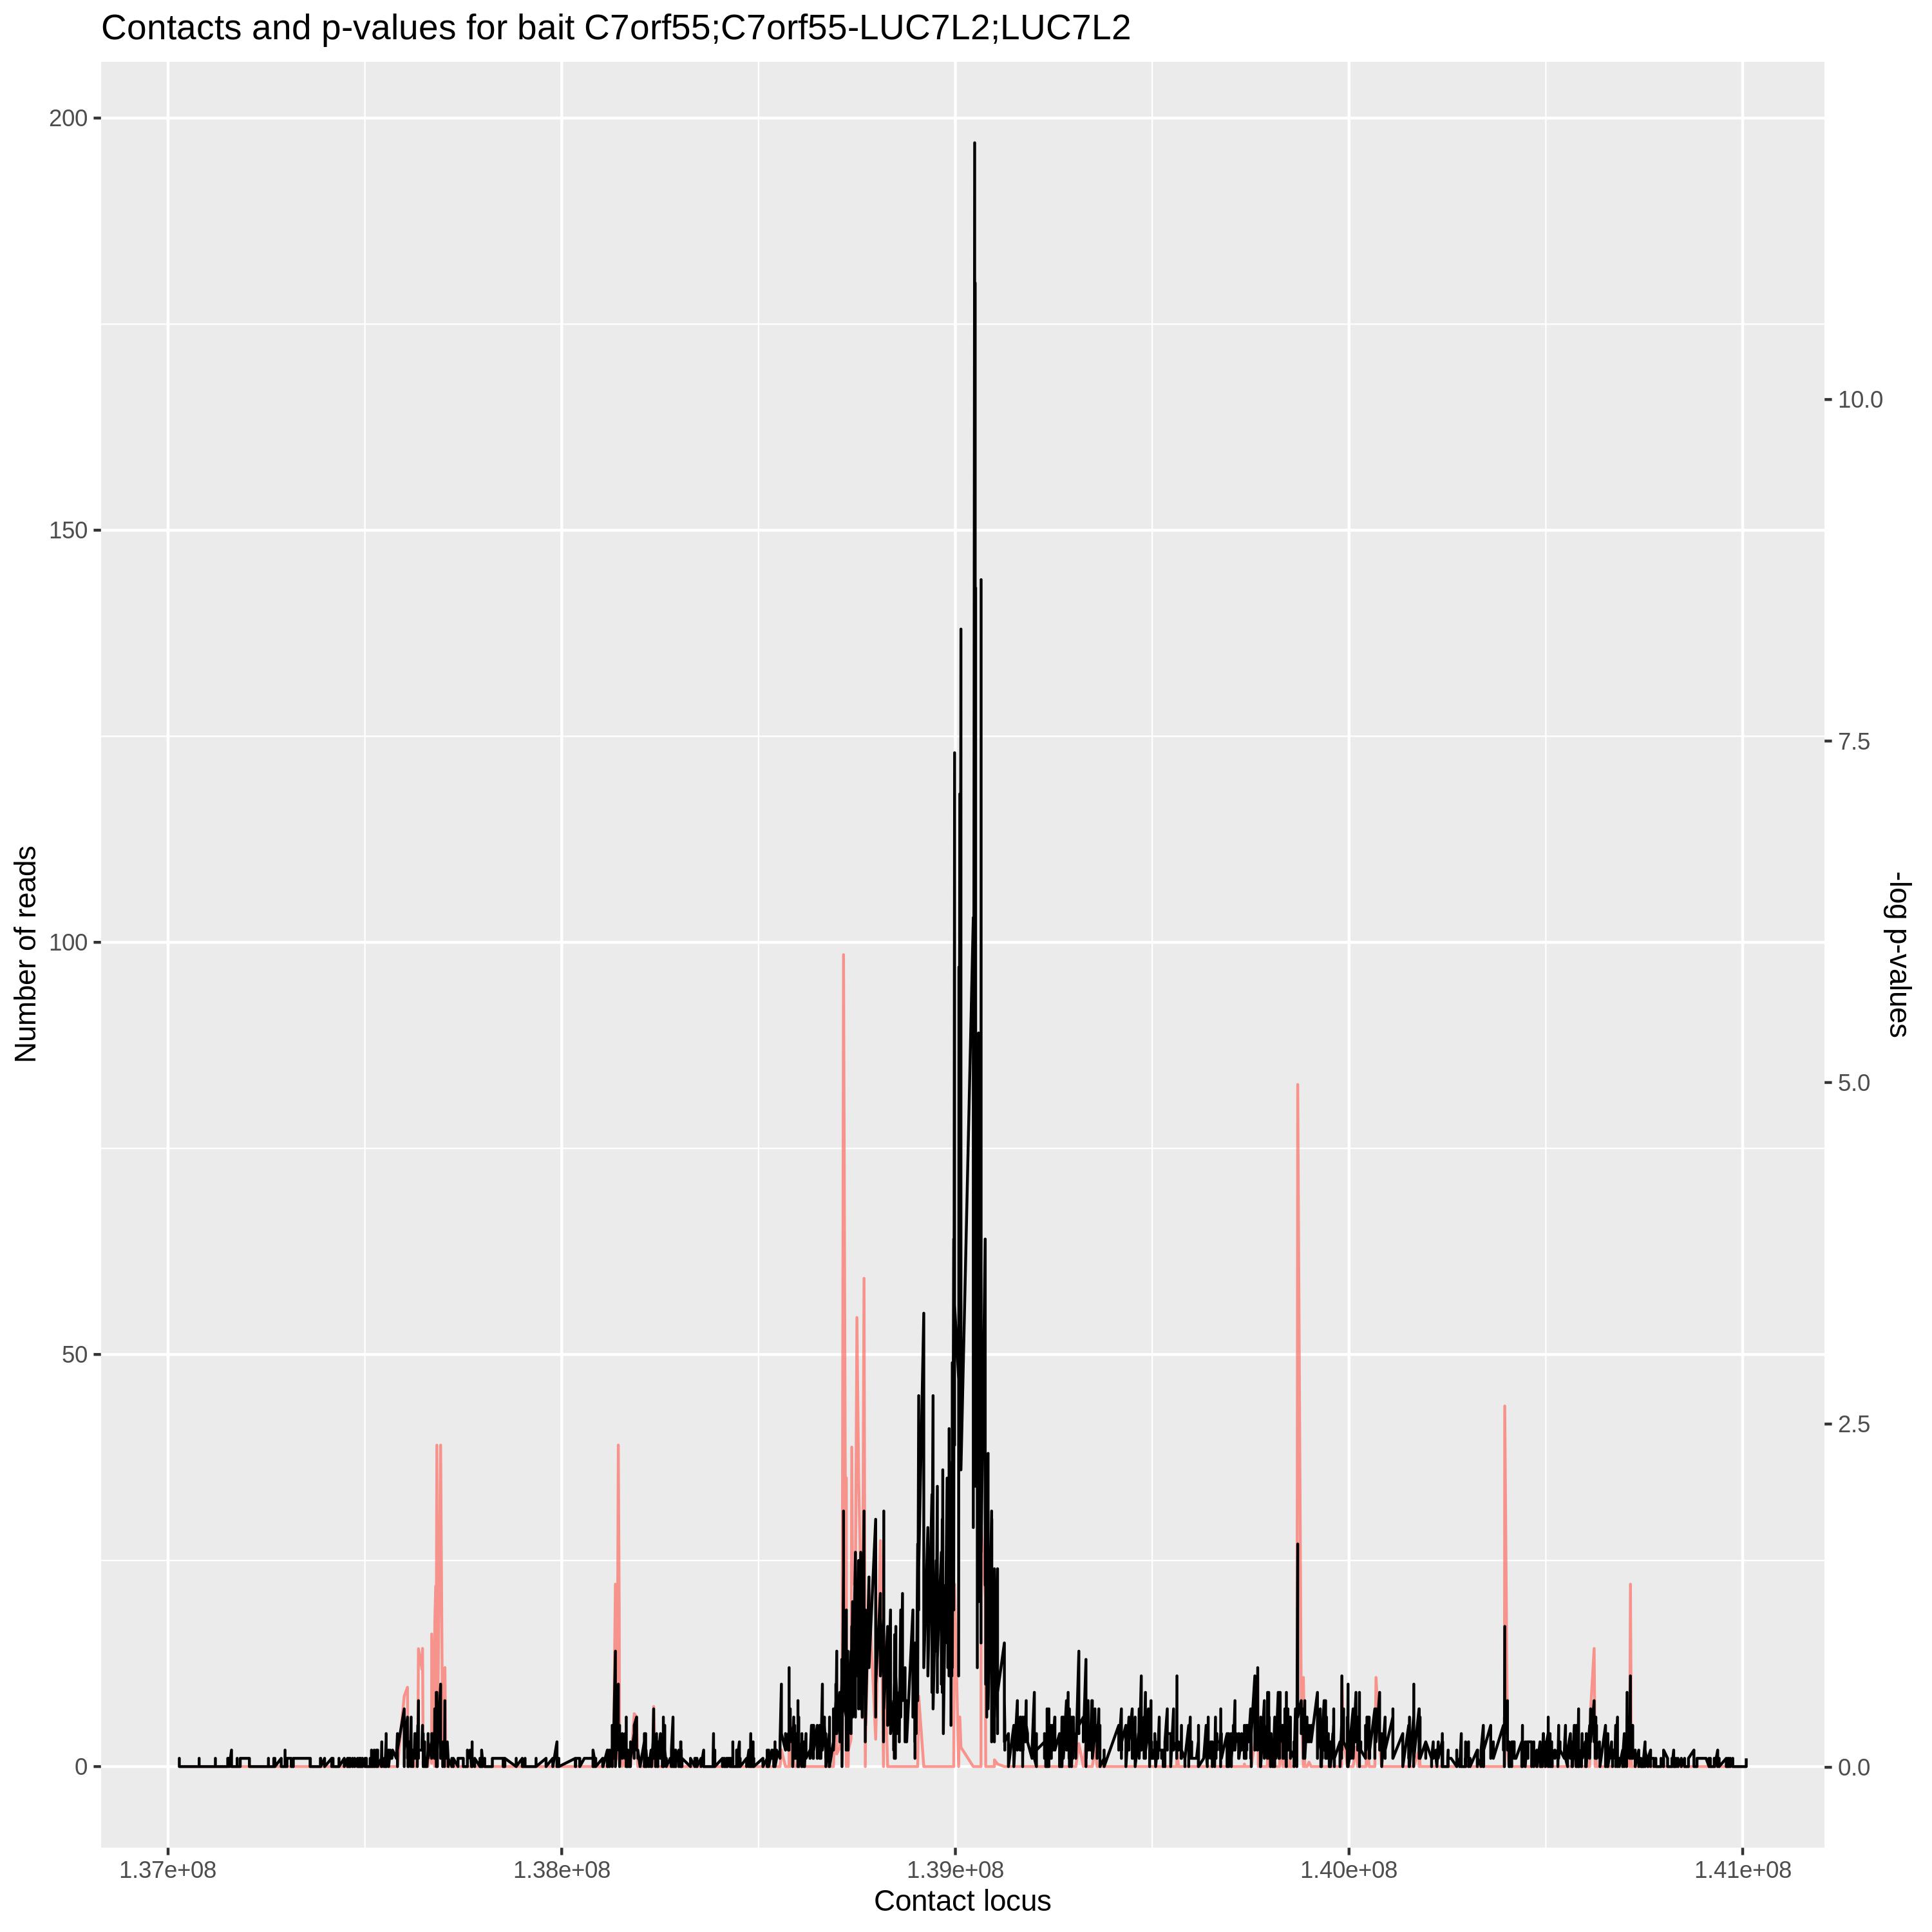 Contacts and p-values for bait C7orf55;C7orf55-LUC7L2;LUC7L2
200
150
100
50
0
Number of reads
10.0
7.5
5.0
2.5
0.0
-log p-values
1.37e+08
1.38e+08
1.39e+08
1.40e+08
1.41e+08
Contact locus